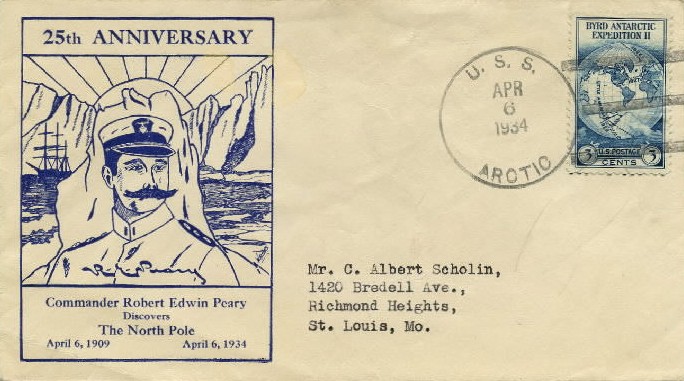 25th ANNIVERSARY
R. E. Peary
Commander Robert Edwin Peary
Discovers
The North Pole
April 6, 1909 April 6, 1934
U. S. S.
APR
6
1934
ARCTIC
BYRD ANTARCTIC
EXPEDITION II
3 U.S. POSTAGE 3
CENTS
Mr. C. Albert Scholin,
1420 Bredell Ave.,
Richmond Heights,
St. Louis, Mo.